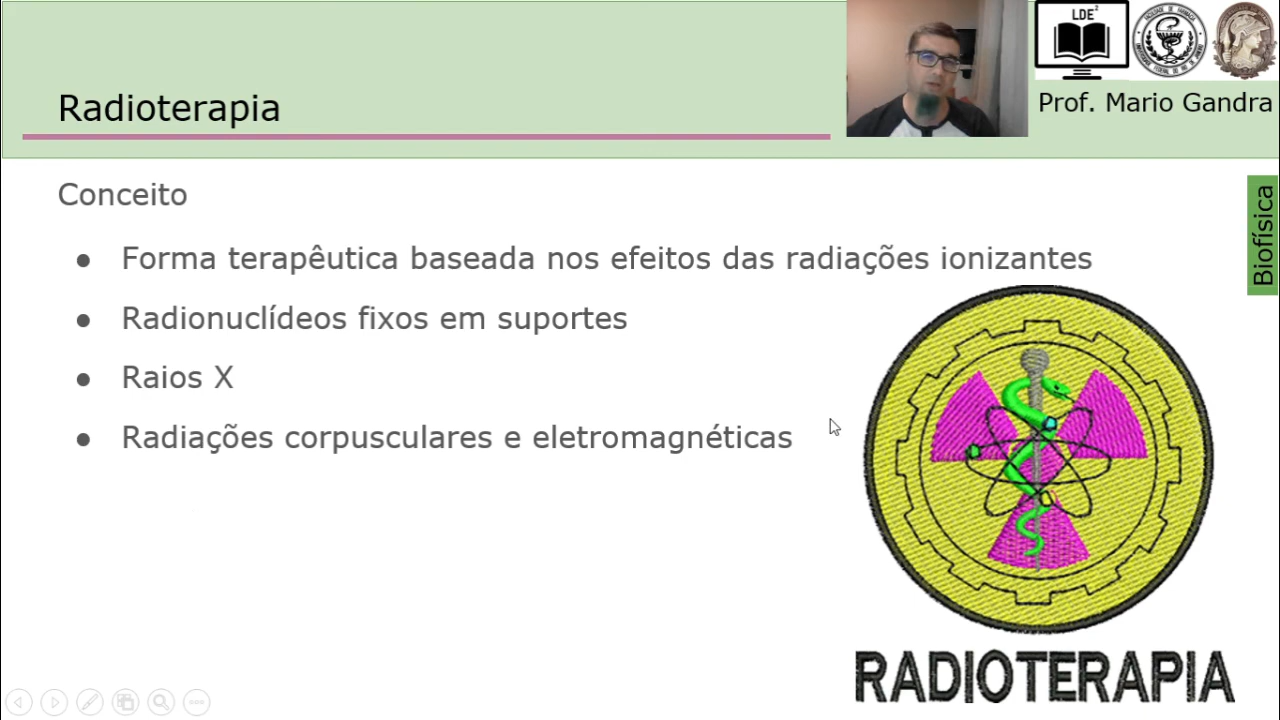 LDE²
Prof. Mario Gandra
Radioterapia
Biofísica
Conceito
● Forma terapêutica baseada nos efeitos das radiações ionizantes
● Radionuclídeos fixos em suportes
● Raios X
● Radiações corpusculares e eletromagnéticas
RADIOTERAPIA